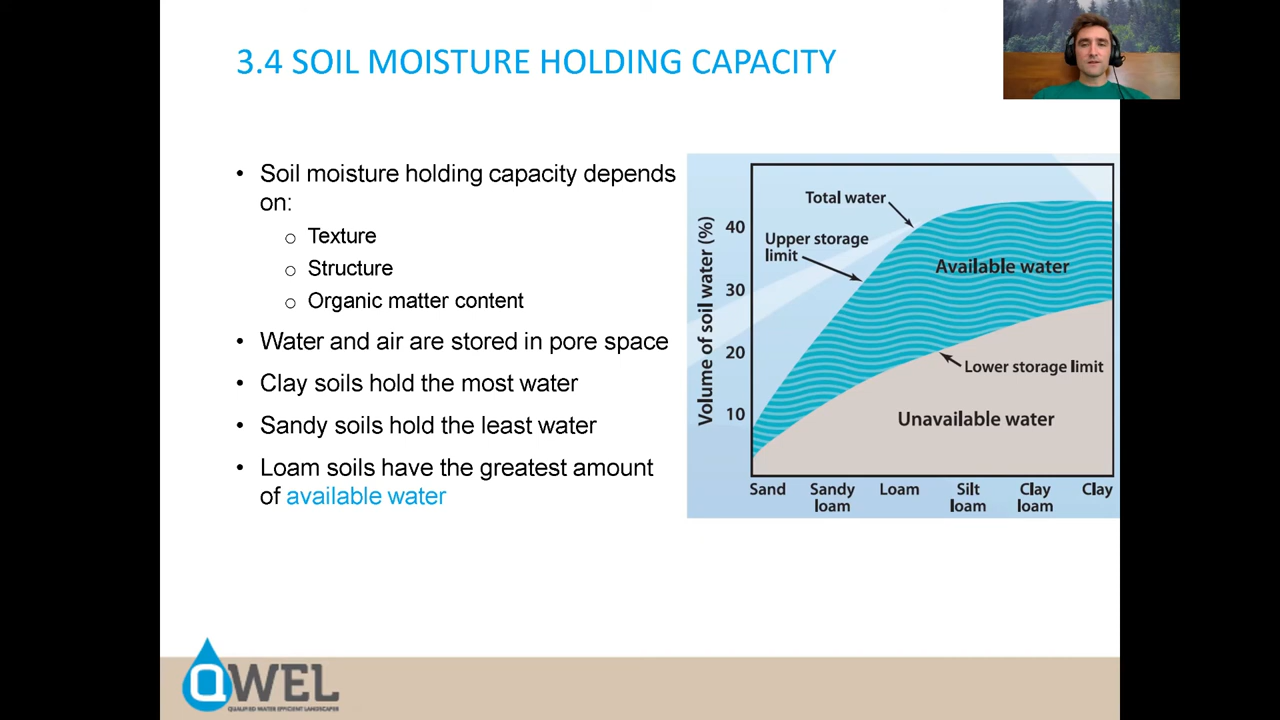 3.4 SOIL MOISTURE HOLDING CAPACITY
• Soil moisture holding capacity depends
on:
o Texture
o Structure
o Organic matter content
• Water and air are stored in pore space
• Clay soils hold the most water
• Sandy soils hold the least water
• Loam soils have the greatest amount
of available water
Volume of soil water (%)
40
30
20
10
Total water
Upper storage
limit
Available water
Lower storage limit
Unavailable water
Sand
Sandy
loam
Loam
Silt
loam
Clay
loam
Clay
QWEL
QUALIFIED WATER EFFICIENT LANDSCAPER